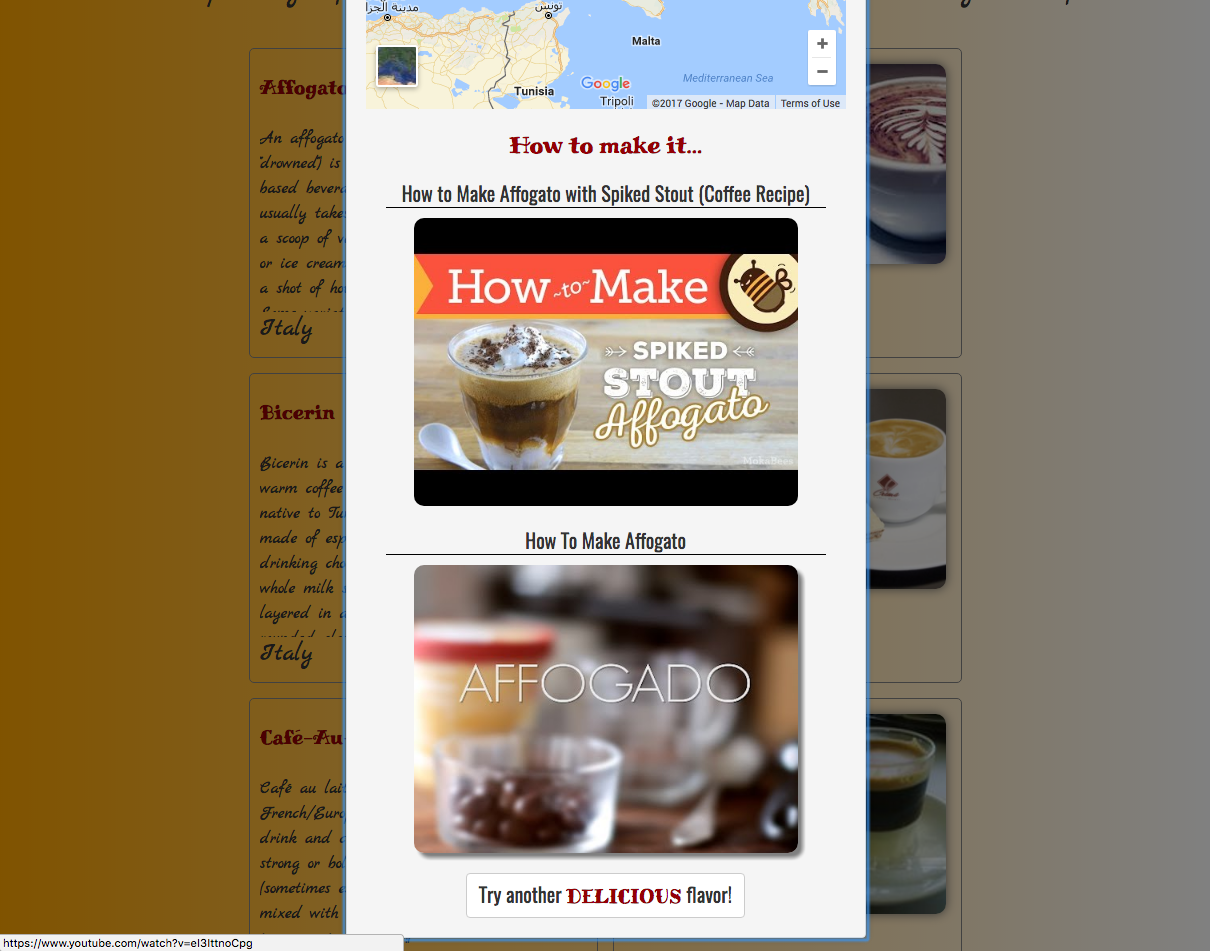 مدينة الجزا
تونس
Malta
Mediterranean Sea
Google
Tunisia
Tripoli
©2017 Google - Map Data
Terms of Use
How to make it...
How to Make Affogato with Spiked Stout (Coffee Recipe)
How ~to~ Make
SPIKED
STOUT
Affogato
MokaBees
How To Make Affogato
AFFOGADO
Try another DELICIOUS flavor!
Affogato
An affogato
"drowned") is
based bevera
usually take
a scoop of v
or ice cream
a shot of ho
Italy
Bicerin
Bicerin is a
warm coffee
native to Tu
made of esp
drinking cho
whole milk s
layered in a
Italy
Café-Au
Café au lai
French/Euro
drink and c
strong or bol
(sometimes e
mixed with
https://www.youtube.com/watch?v=eI3IttnoCpg